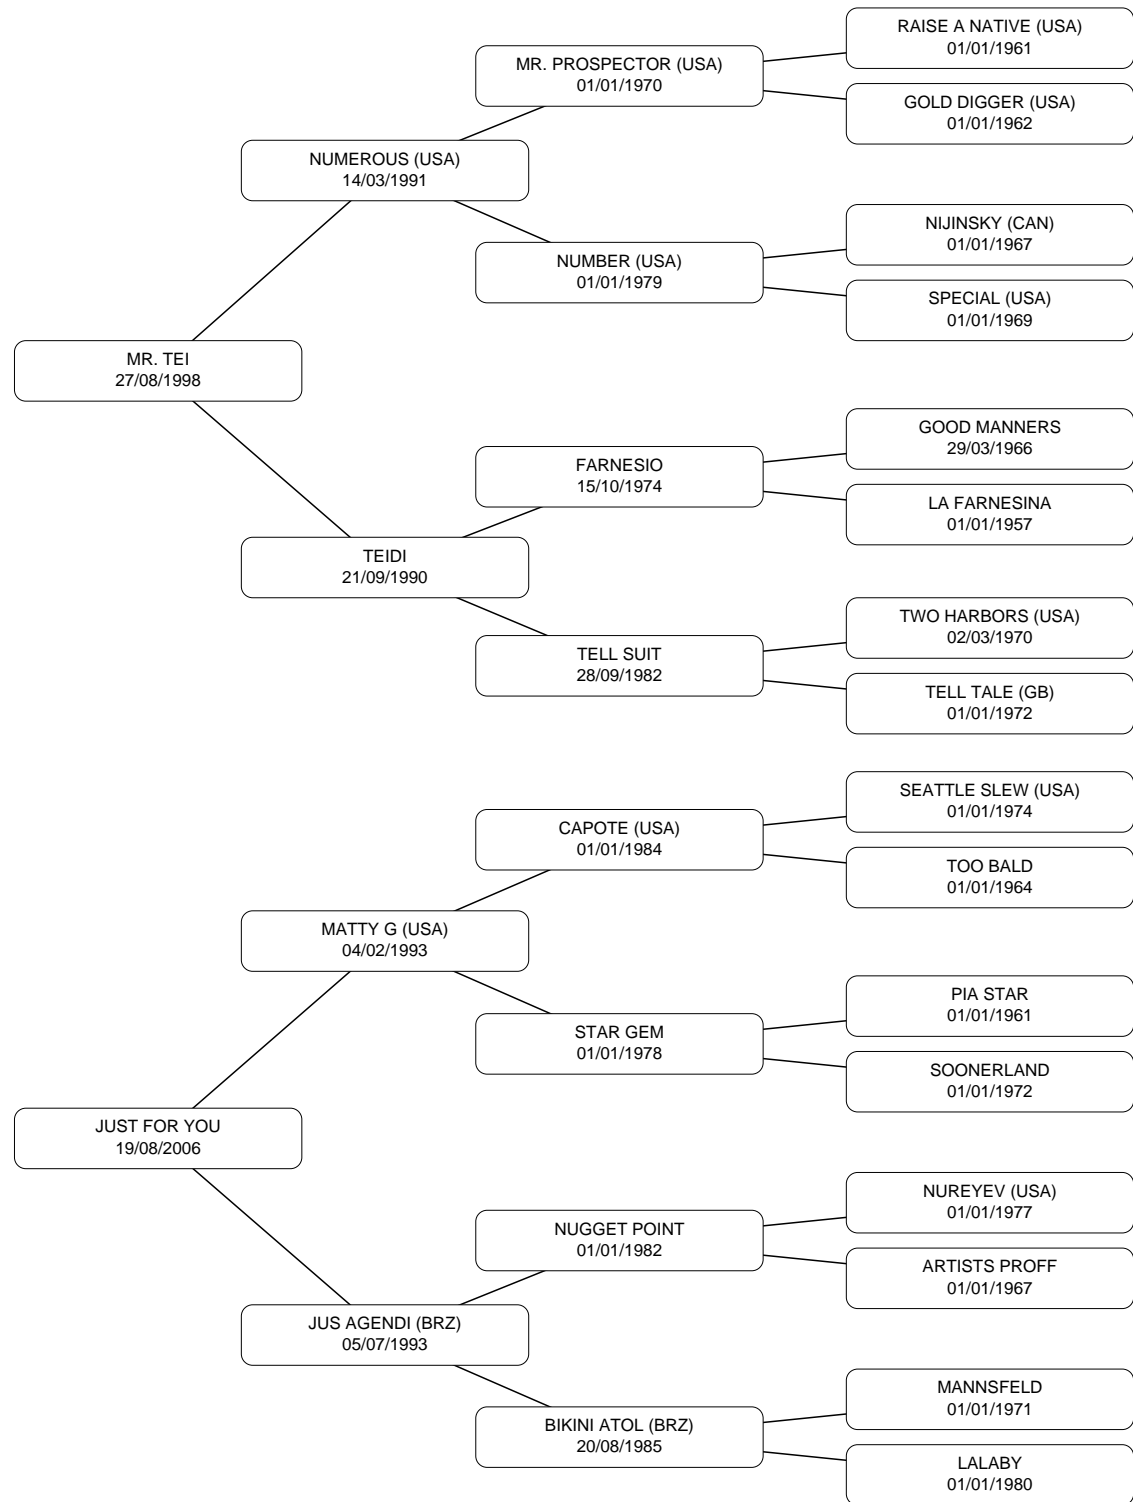 RAISE A NATIVE (USA)
01/01/1961
MR. PROSPECTOR (USA)
01/01/1970
GOLD DIGGER (USA)
01/01/1962
NUMEROUS (USA)
14/03/1991
NIJINSKY (CAN)
01/01/1967
NUMBER (USA)
01/01/1979
SPECIAL (USA)
01/01/1969
MR. TEI
27/08/1998
GOOD MANNERS
29/03/1966
FARNESIO
15/10/1974
LA FARNESINA
01/01/1957
TEIDI
21/09/1990
TWO HARBORS (USA)
02/03/1970
TELL SUIT
28/09/1982
TELL TALE (GB)
01/01/1972
SEATTLE SLEW (USA)
01/01/1974
CAPOTE (USA)
01/01/1984
TOO BALD
01/01/1964
MATTY G (USA)
04/02/1993
PIA STAR
01/01/1961
STAR GEM
01/01/1978
SOONERLAND
01/01/1972
JUST FOR YOU
19/08/2006
NUREYEV (USA)
01/01/1977
NUGGET POINT
01/01/1982
ARTISTS PROFF
01/01/1967
JUS AGENDI (BRZ)
05/07/1993
MANNSFELD
01/01/1971
BIKINI ATOL (BRZ)
20/08/1985
LALABY
01/01/1980